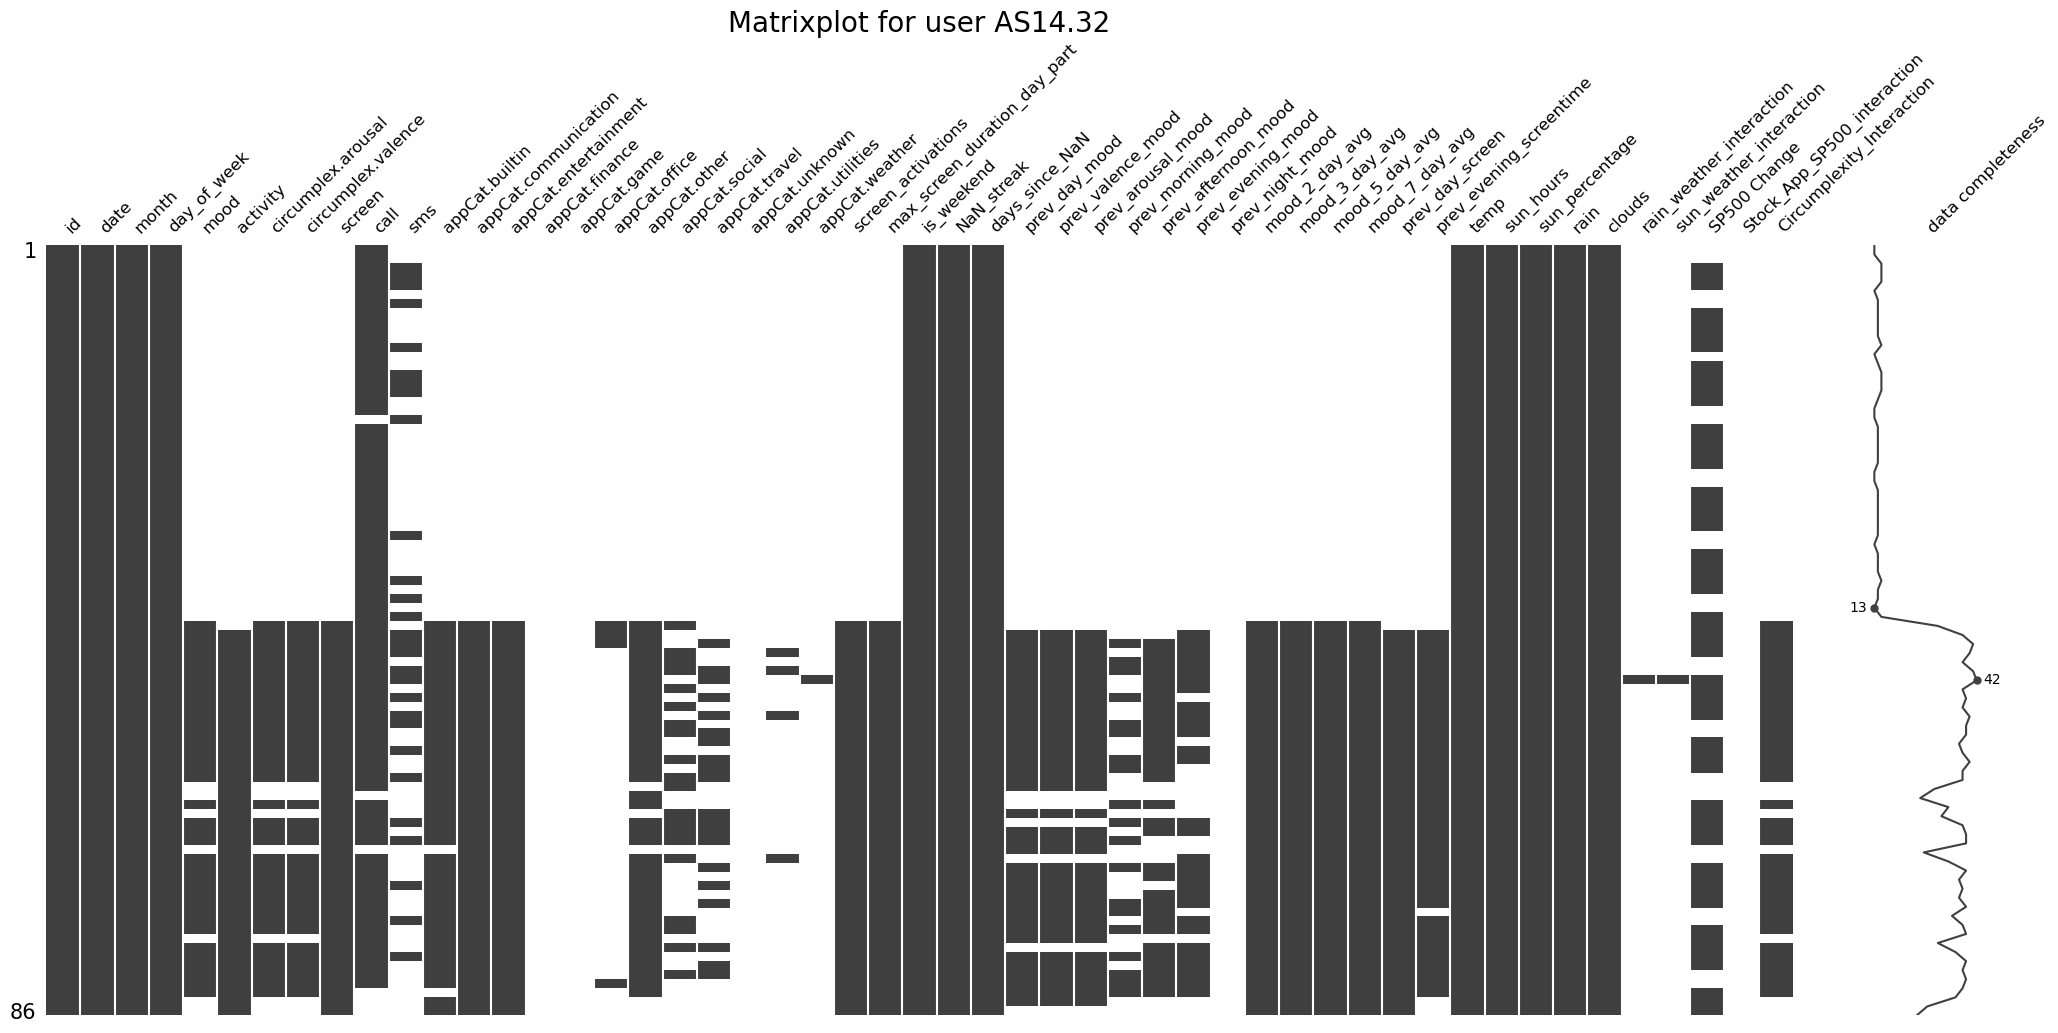 Matrixplot for user AS14.32
id
date
month
day_of_week
mood
activity
circumplex.arousal
circumplex.valence
screen
call
sms
appCat.builtin
appCat.communication
appCat.entertainment
appCat.finance
appCat.game
appCat.office
appCat.other
appCat.social
appCat.travel
appCat.unknown
appCat.utilities
appCat.weather
screen_activations
max_screen_duration_day_part
is_weekend
NaN_streak
days_since_NaN
prev_day_mood
prev_valence_mood
prev_arousal_mood
prev_morning_mood
prev_afternoon_mood
prev_evening_mood
prev_night_mood
mood_2_day_avg
mood_3_day_avg
mood_5_day_avg
mood_7_day_avg
prev_day_screen
prev_evening_screentime
temp
sun_hours
sun_percentage
rain
clouds
rain_weather_interaction
sun_weather_interaction
SP500 Change
Stock_App_SP500_interaction
Circumplexity_Interaction
data completeness
1
13
42
86